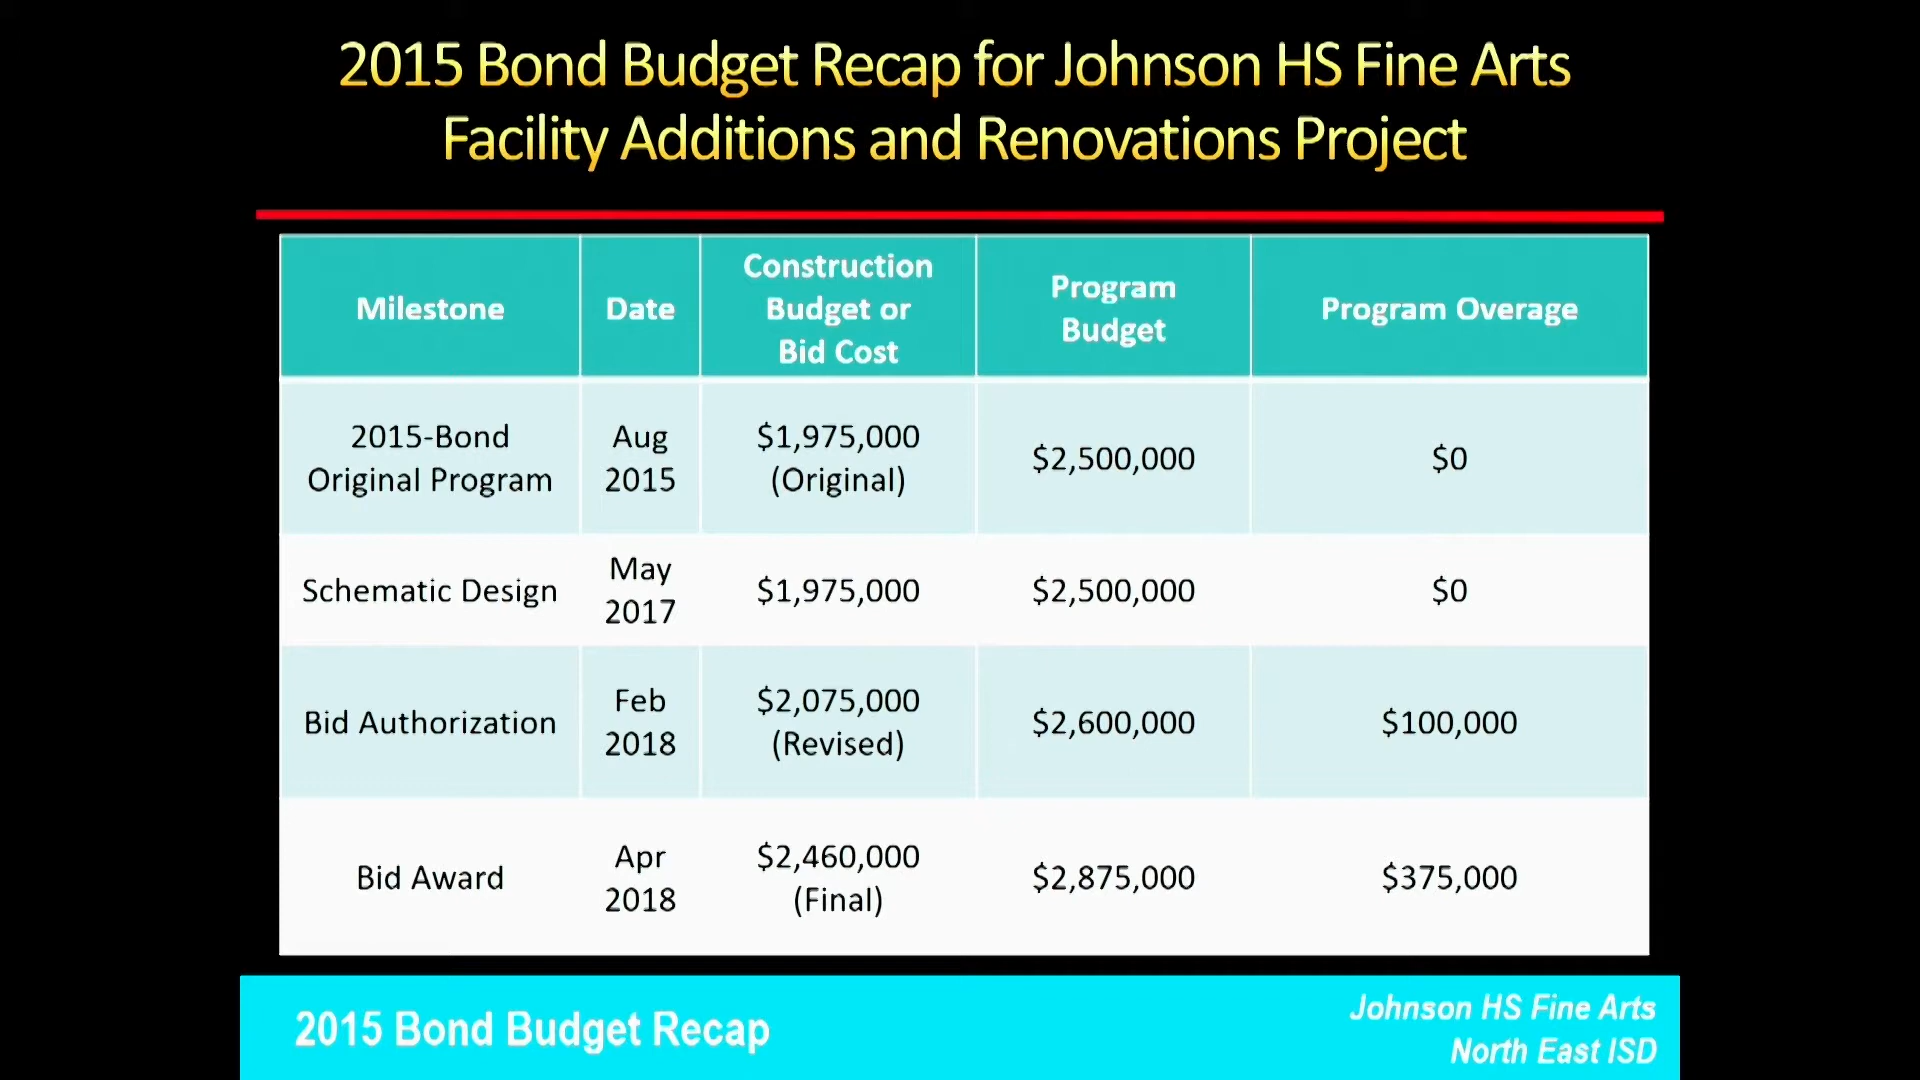 2015 Bond Budget Recap for Johnson HS Fine Arts
Facility Additions and Renovations Project
Milestone
Date
Construction
Budget or
Bid Cost
Program
Budget
Program Overage
2015-Bond
Original Program
Aug
2015
$1,975,000
(Original)
$2,500,000
$0
Schematic Design
May
2017
$1,975,000
$2,500,000
$0
Bid Authorization
Feb
2018
$2,075,000
(Revised)
$2,600,000
$100,000
Bid Award
Apr
2018
$2,460,000
(Final)
$2,875,000
$375,000
2015 Bond Budget Recap
Johnson HS Fine Arts
North East ISD